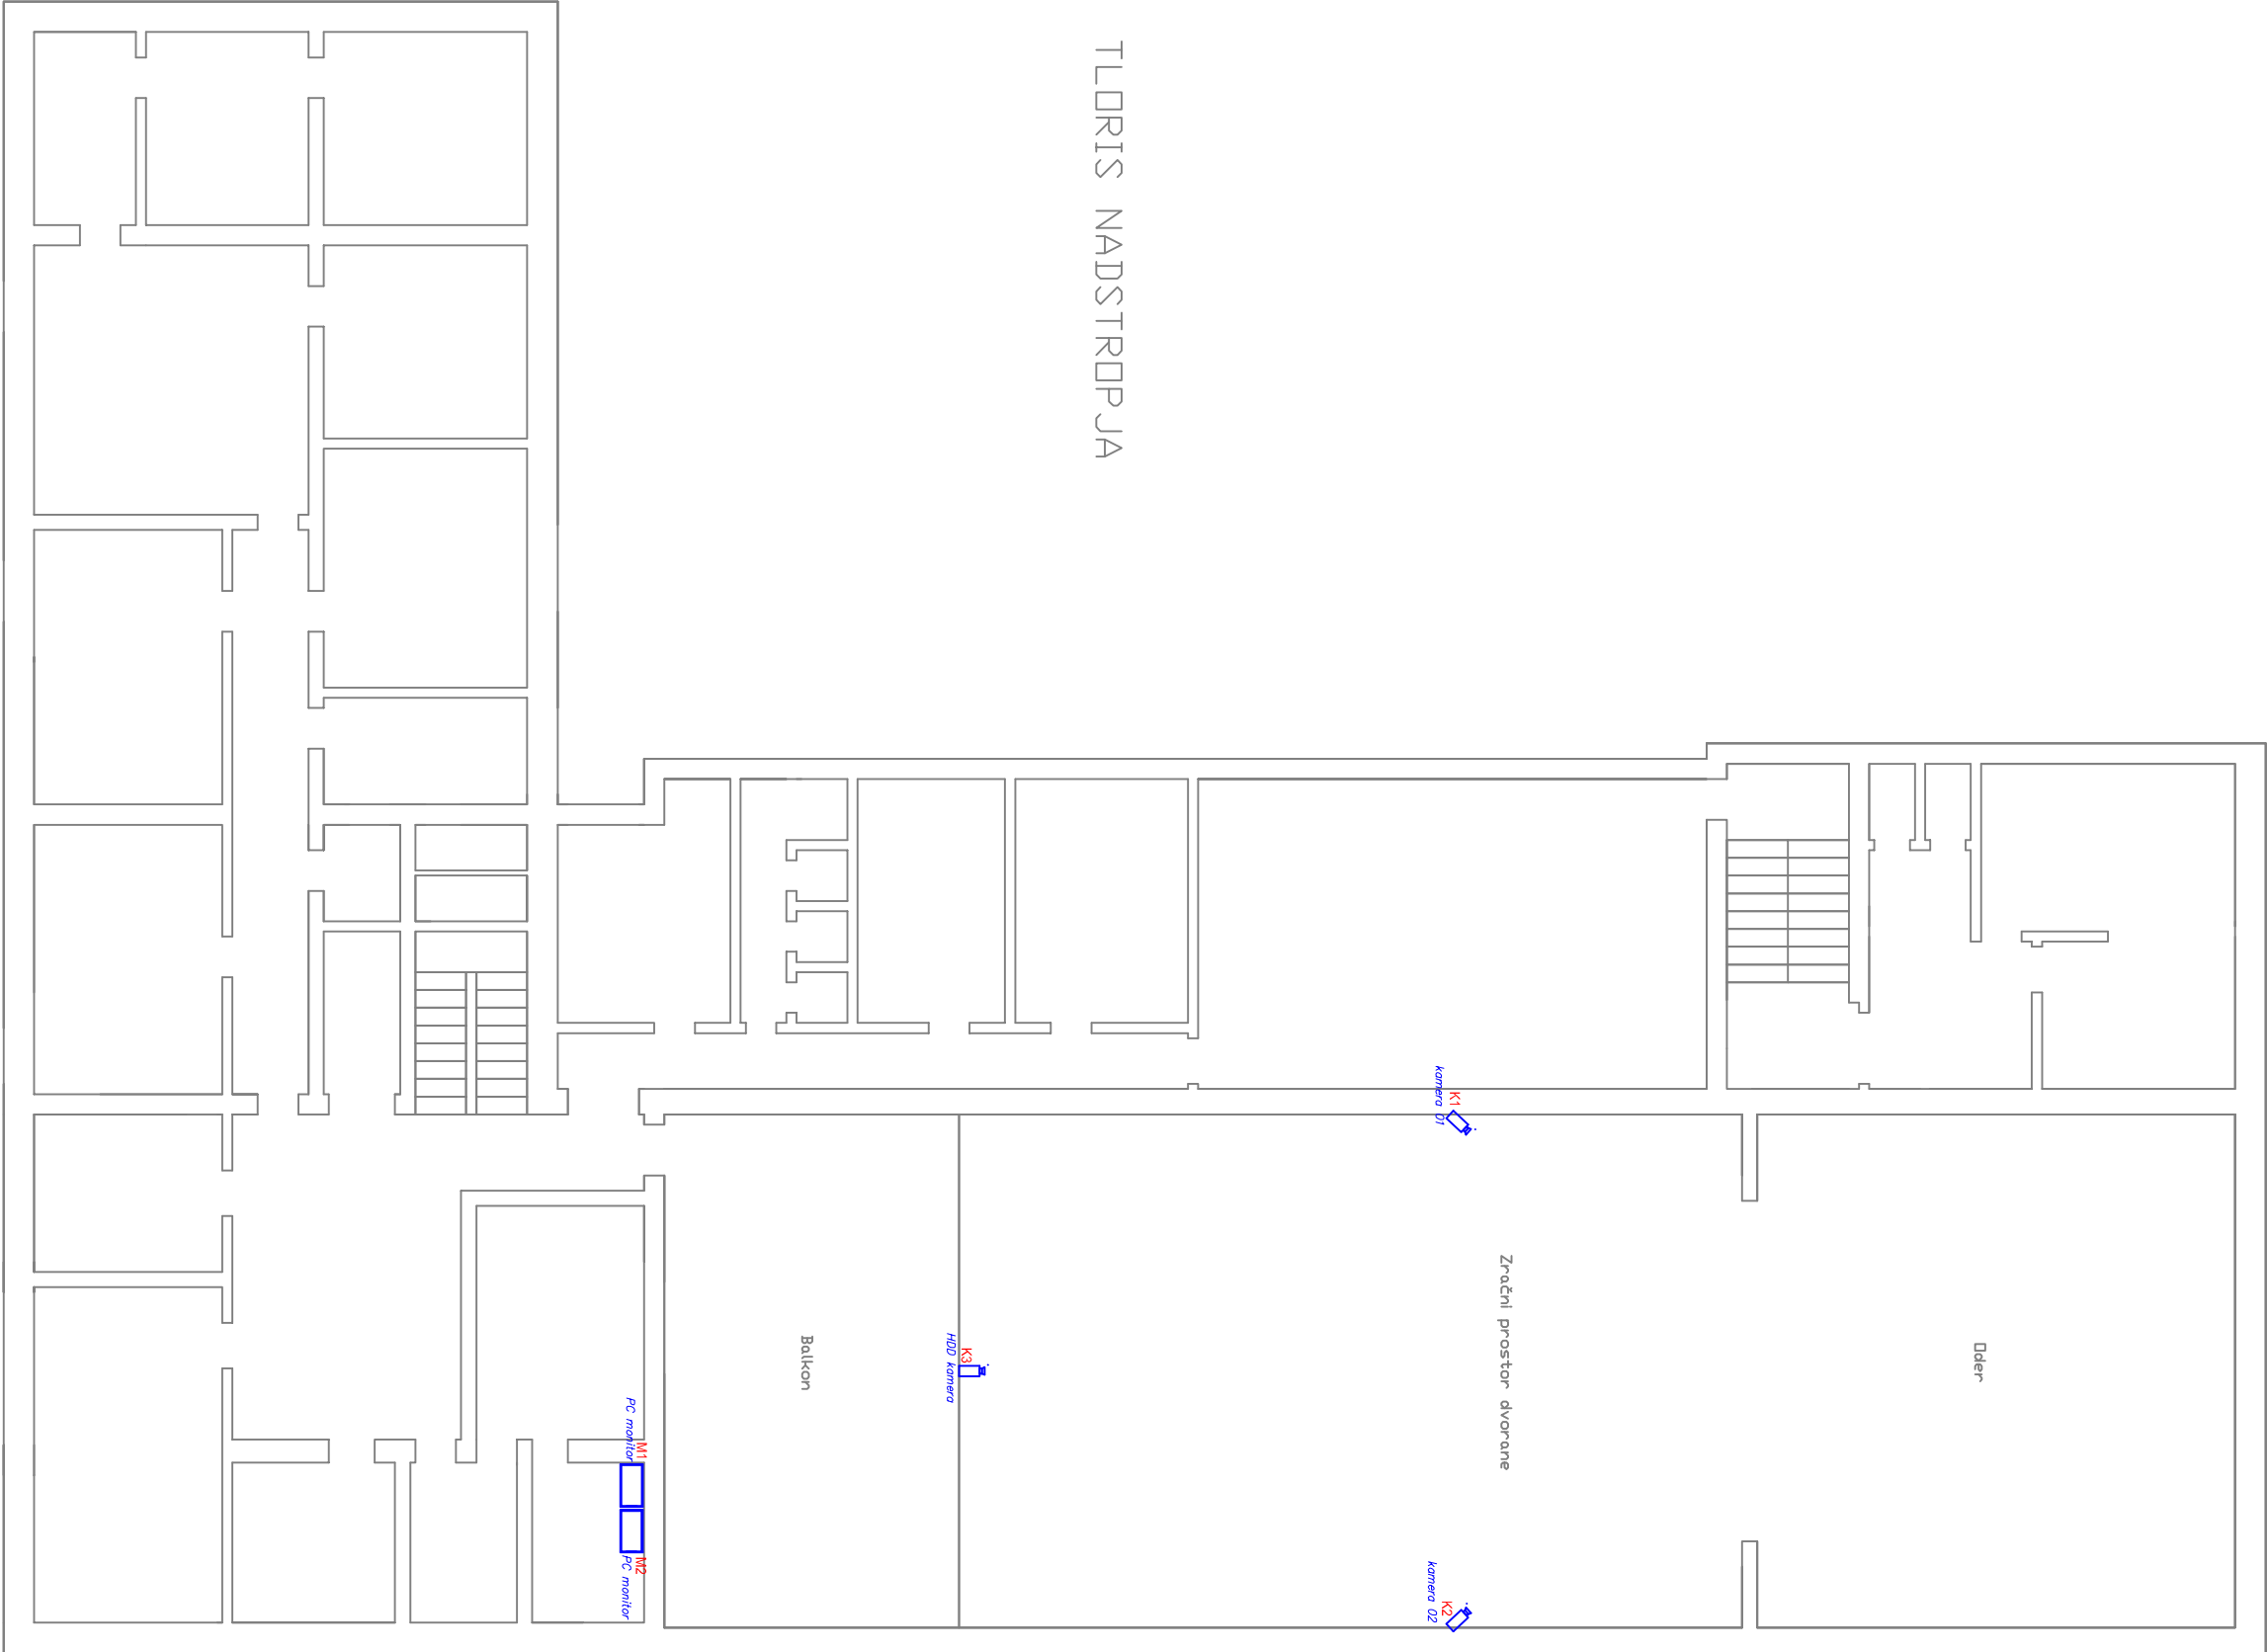 TLORIS NADSTROPJA
K1
kamera 01
Zračni prostor dvorane
Oder
K3
HDD kamera
Balkon
M1
PC monitor
M2
PC monitor
K2
kamera 02